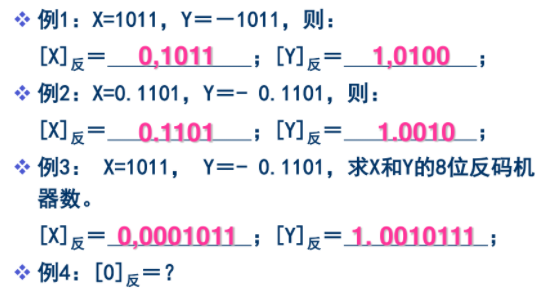 ❖ 例1：X=1011，Y＝－1011，则：
[X]反＝ 0,1011 ；[Y]反＝ 1,0100 ；
❖ 例2：X=0.1101，Y＝- 0.1101，则：
[X]反＝ 0.1101 ；[Y]反＝ 1.0010 ；
❖ 例3： X=1011， Y＝- 0.1101，求X和Y的8位反码机
器数。
[X]反＝ 0,0001011 ；[Y]反＝ 1. 0010111 ；
❖ 例4：[0]反＝？